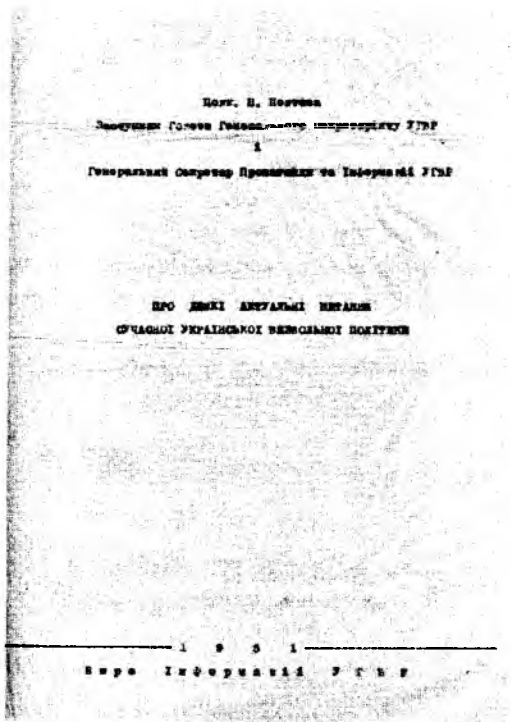 Полк. П. Полтава
Заступник Голови Генерального Секретаріяту УГВР
і
Генеральний Секретар Пропаганди та Інформації УГВР
ПРО ДЕЯКІ АКТУАЛЬНІ ПИТАННЯ
СУЧАСНОЇ УКРАЇНСЬКОЇ ВИЗВОЛЬНОЇ ПОЛІТИКИ
1 9 5 1
Бюро Інформації УГВР